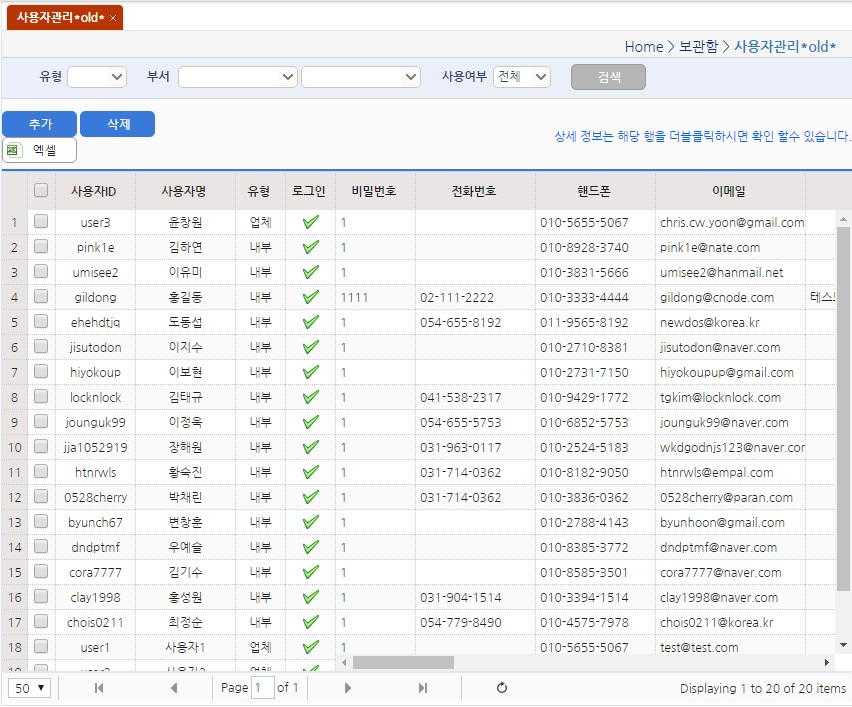 사용자관리*old* ×
Home > 보관함 > 사용자관리*old*
유형 부서 사용여부 전체 검색
추가 삭제
엑셀
상세 정보는 해당 행을 더블클릭하시면 확인 할수 있습니다.
사용자ID 사용자명 유형 로그인 비밀번호 전화번호 핸드폰 이메일
1 user3 윤창원 업체 1 010-5655-5067 chris.cw.yoon@gmail.com
2 pink1e 김하연 내부 1 010-8928-3740 pink1e@nate.com
3 umisee2 이유미 내부 1 010-3831-5666 umisee2@hanmail.net
4 gildong 홍길동 내부 1111 02-111-2222 010-3333-4444 gildong@cnode.com 테스
5 ehehdtjq 도동섭 내부 1 054-655-8192 011-9565-8192 newdos@korea.kr
6 jisutodon 이지수 내부 1 010-2710-8381 jisutodon@naver.com
7 hiyokoup 이보현 내부 1 010-2731-7150 hiyokoupup@gmail.com
8 locknlock 김태규 내부 1 041-538-2317 010-9429-1772 tgkim@locknlock.com
9 jounguk99 이정욱 내부 1 054-655-5753 010-6852-5753 jounguk99@naver.com
10 jja1052919 장해원 내부 1 031-963-0117 010-2524-5183 wkdgodnjs123@naver.cor
11 htnrwls 황숙진 내부 1 031-714-0362 010-8182-9050 htnrwls@empal.com
12 0528cherry 박채린 내부 1 031-714-0362 010-3836-0362 0528cherry@paran.com
13 byunch67 변창훈 내부 1 010-2788-4143 byunhoon@gmail.com
14 dndptmf 우예슬 내부 1 010-8385-3772 dndptmf@naver.com
15 cora7777 김기수 내부 1 010-8585-3501 cora7777@naver.com
16 clay1998 홍성원 내부 1 031-904-1514 010-3394-1514 clay1998@naver.com
17 chois0211 최정순 내부 1 054-779-8490 010-4575-7978 chois0211@korea.kr
18 user1 사용자1 업체 1 010-5655-5067 test@test.com
50 Page 1 of 1 Displaying 1 to 20 of 20 items